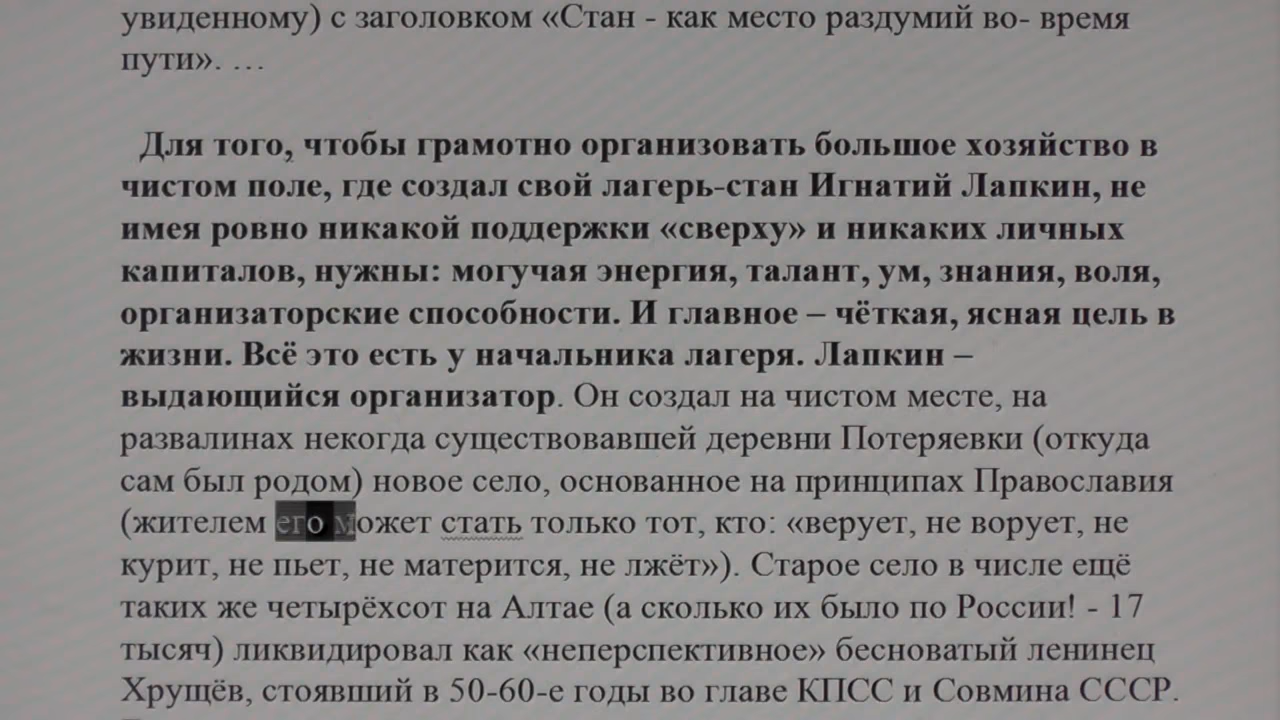 увиденному) с заголовком «Стан - как место раздумий во- время
пути». …
Для того, чтобы грамотно организовать большое хозяйство в
чистом поле, где создал свой лагерь-стан Игнатий Лапкин, не
имея ровно никакой поддержки «сверху» и никаких личных
капиталов, нужны: могучая энергия, талант, ум, знания, воля,
организаторские способности. И главное – чёткая, ясная цель в
жизни. Всё это есть у начальника лагеря. Лапкин –
выдающийся организатор. Он создал на чистом месте, на
развалинах некогда существовавшей деревни Потеряевки (откуда
сам был родом) новое село, основанное на принципах Православия
(жителем его может стать только тот, кто: «верует, не ворует, не
курит, не пьет, не матерится, не лжёт»). Старое село в числе ещё
таких же четырёхсот на Алтае (а сколько их было по России! - 17
тысяч) ликвидировал как «неперспективное» бесноватый ленинец
Хрущёв, стоявший в 50-60-е годы во главе КПСС и Совмина СССР.